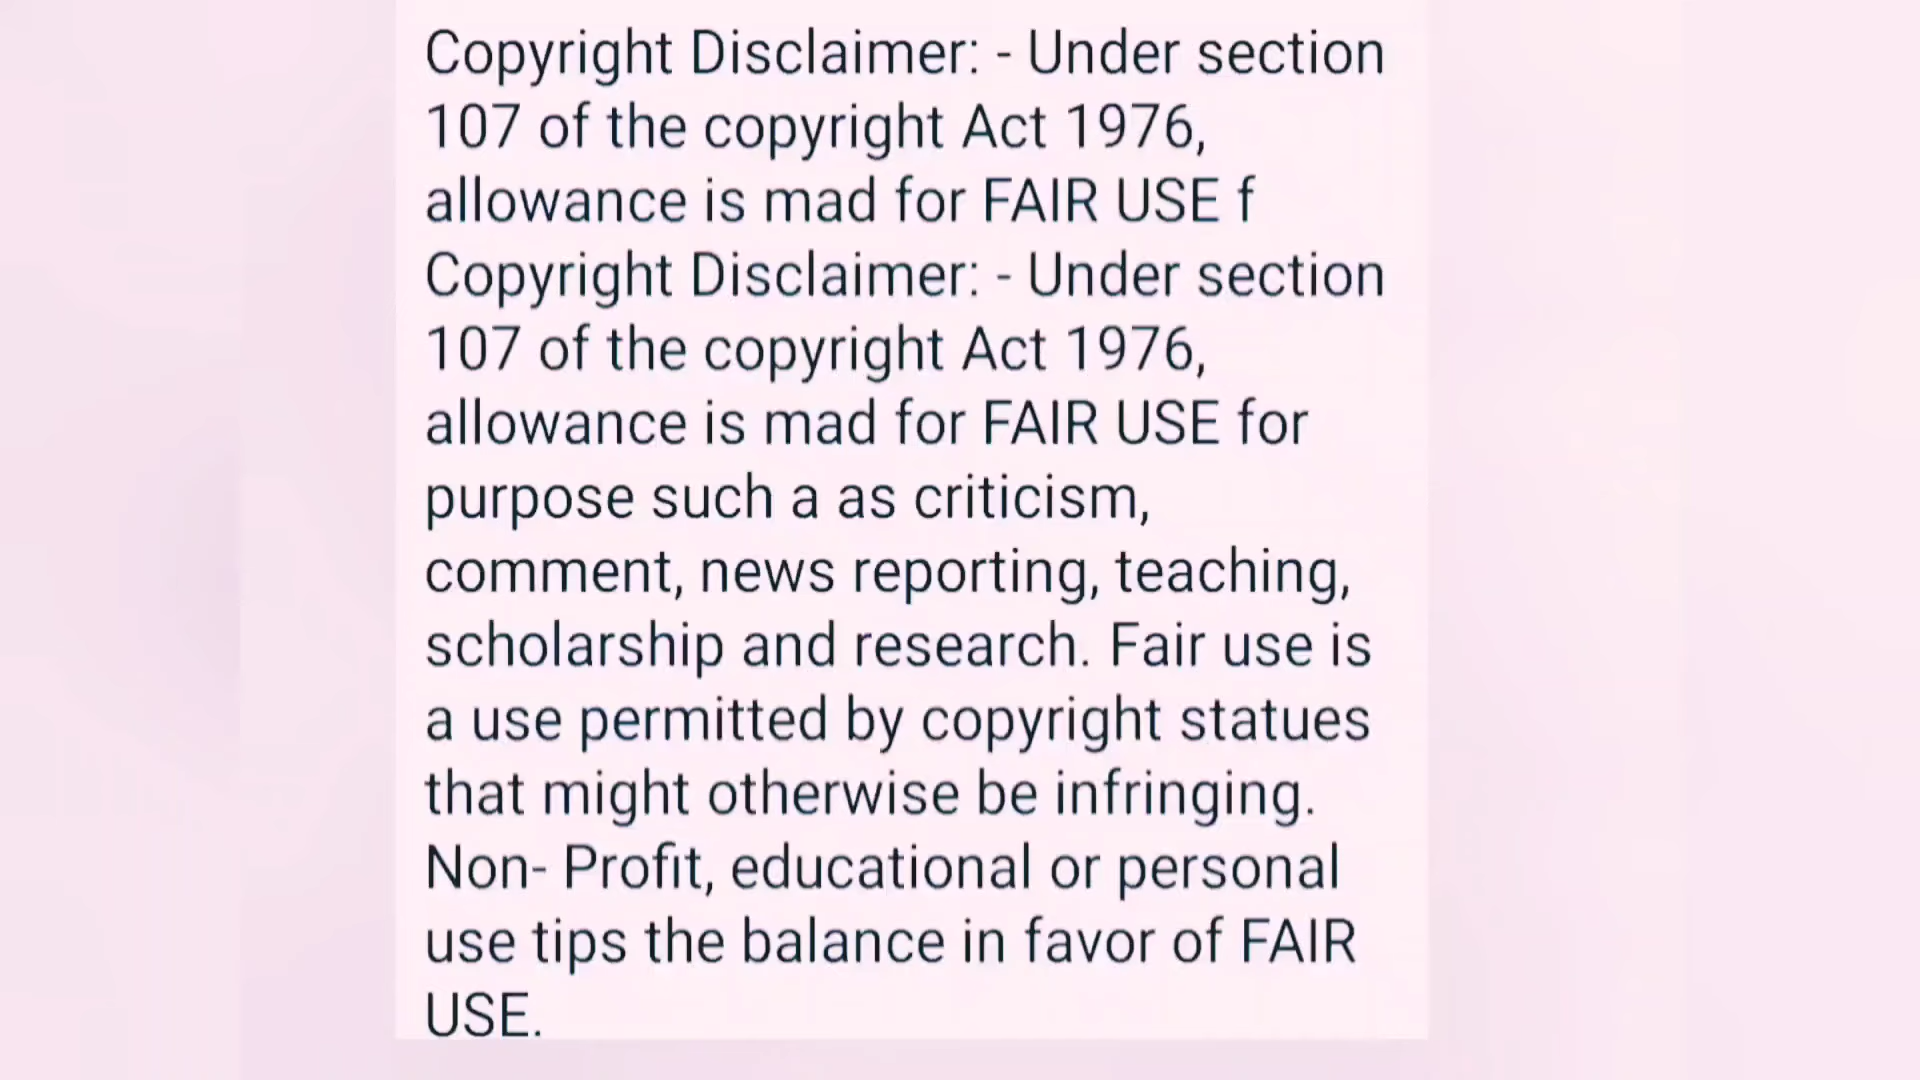 Copyright Disclaimer: - Under section
107 of the copyright Act 1976,
allowance is mad for FAIR USE f
Copyright Disclaimer: - Under section
107 of the copyright Act 1976,
allowance is mad for FAIR USE for
purpose such a as criticism,
comment, news reporting, teaching,
scholarship and research. Fair use is
a use permitted by copyright statues
that might otherwise be infringing.
Non- Profit, educational or personal
use tips the balance in favor of FAIR
USE.